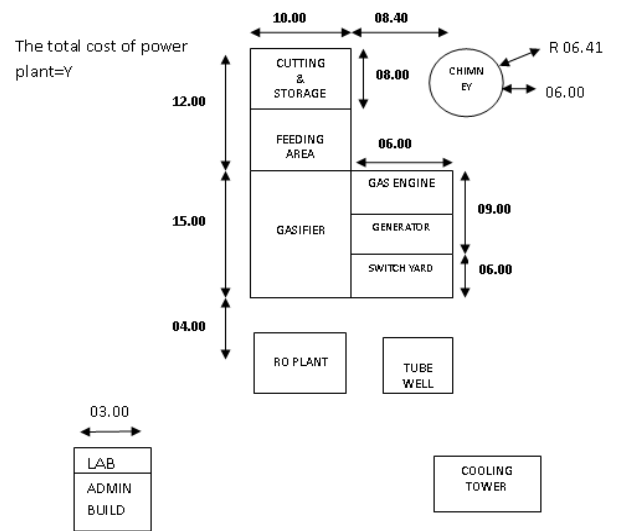 10.00
08.40
The total cost of power
plant=Y
R 06.41
CUTTING
&
STORAGE
08.00
CHIMN
EY
06.00
12.00
FEEDING
AREA
06.00
GAS ENGINE
15.00
GASIFIER
GENERATOR
09.00
SWITCH YARD
06.00
04.00
RO PLANT
TUBE
WELL
03.00
LAB
ADMIN
BUILD
COOLING
TOWER